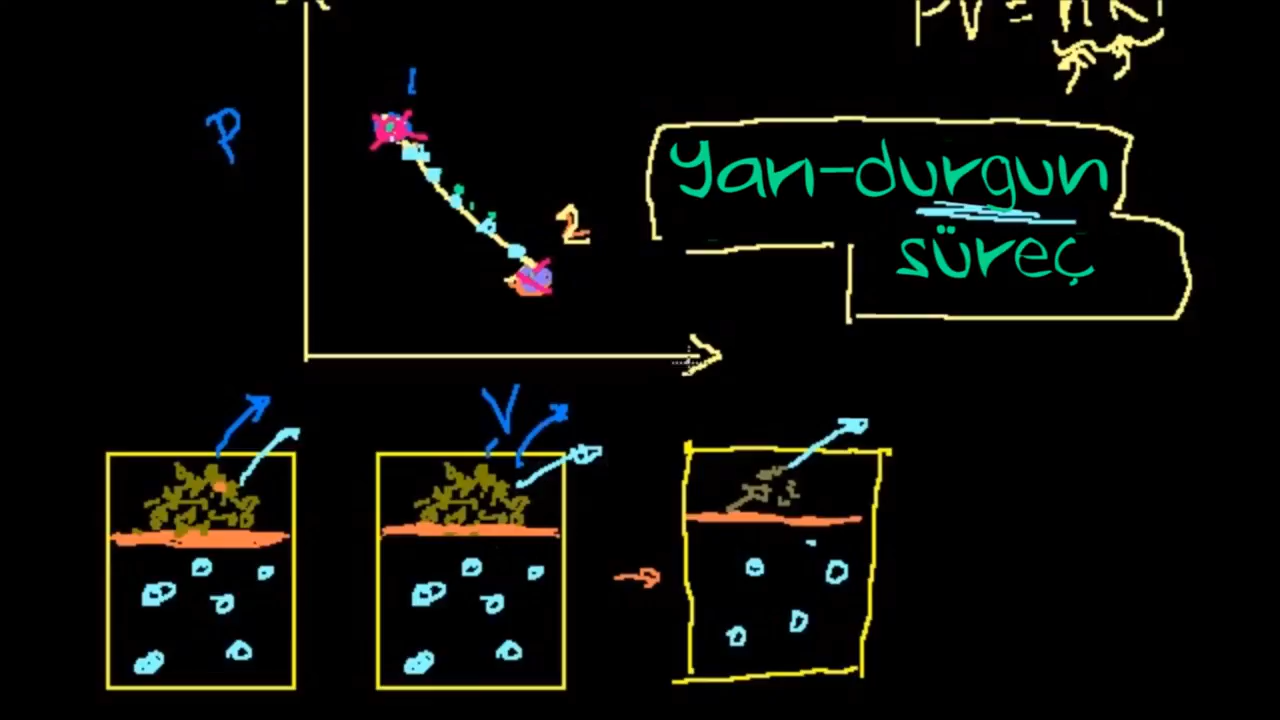 PV = nRT
1
P
yarı-durgun
2
süreç
V